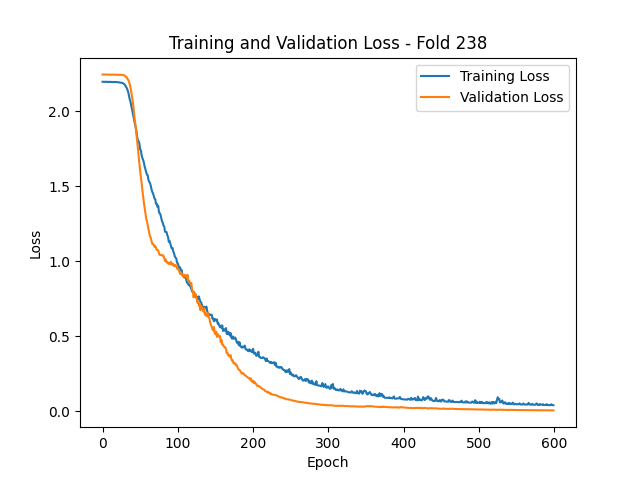 Training and Validation Loss - Fold 238
Training Loss
Validation Loss
Loss
2.0
1.5
1.0
0.5
0.0
0 100 200 300 400 500 600
Epoch